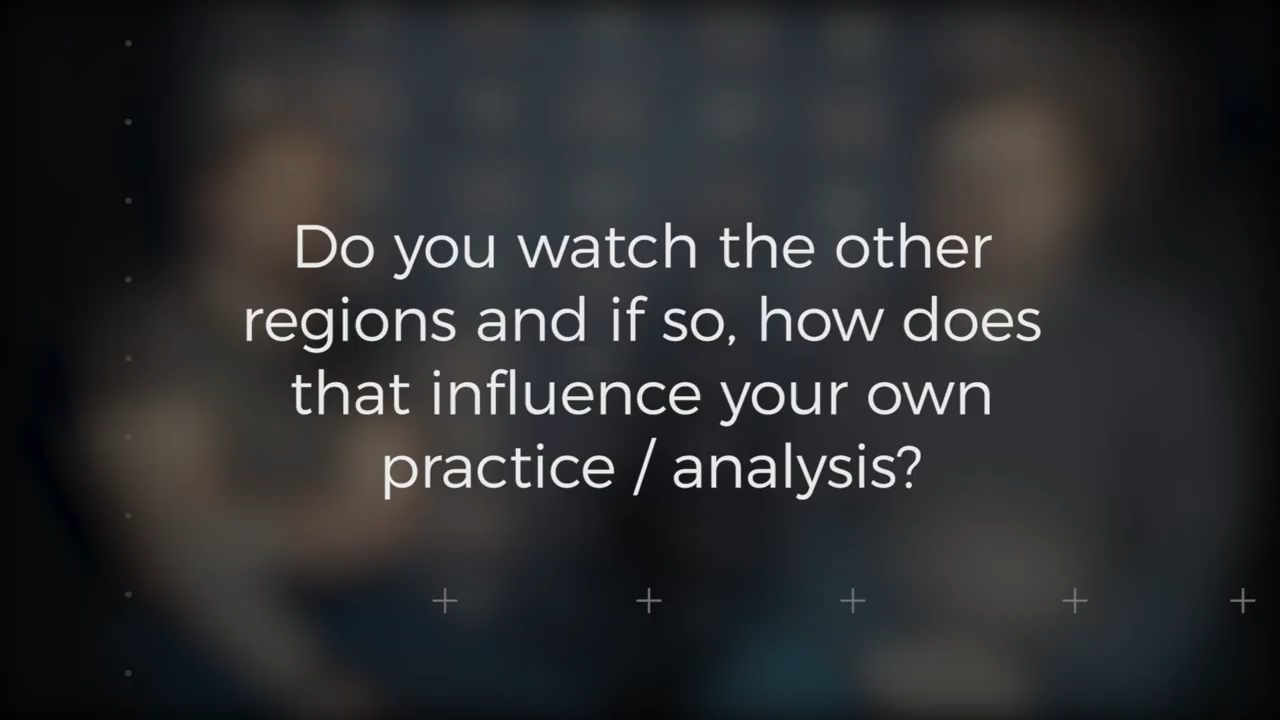 Do you watch the other
regions and if so, how does
that influence your own
practice / analysis?